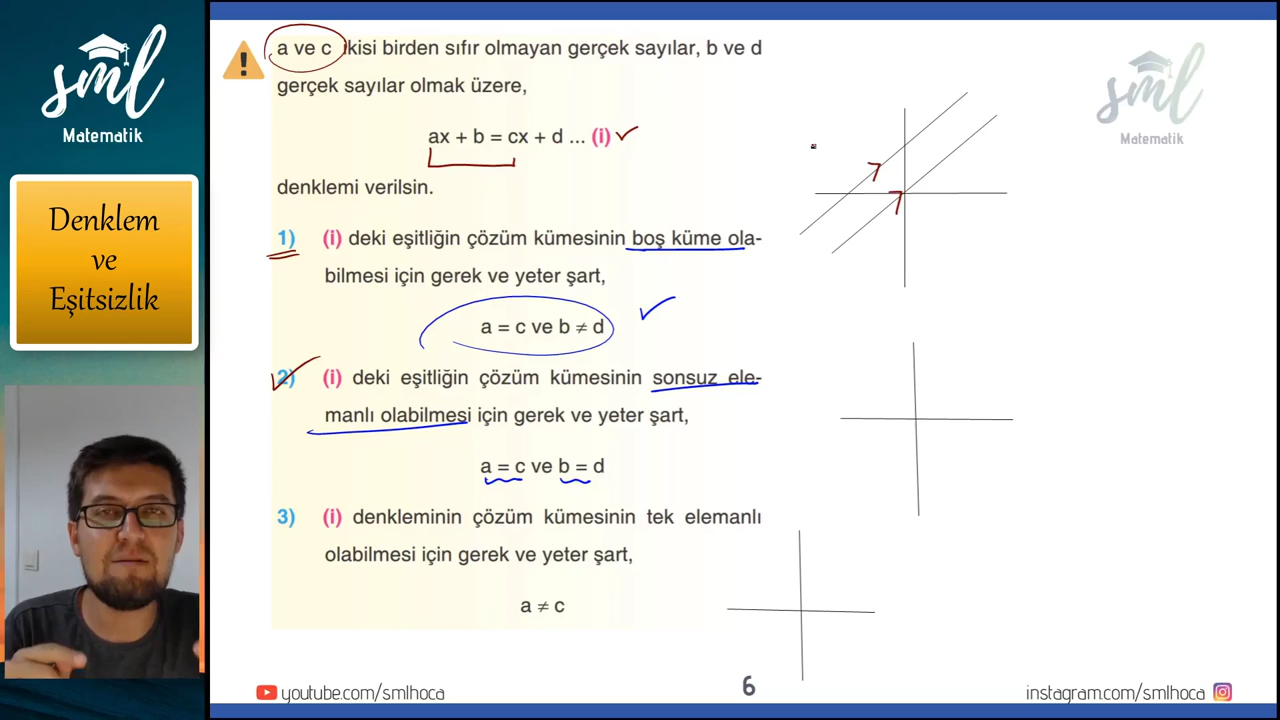 sml
Matematik
Denklem
ve
Eşitsizlik
a ve c ikisi birden sıfır olmayan gerçek sayılar, b ve d
gerçek sayılar olmak üzere,
ax + b = cx + d ... (i)
denklemi verilsin.
1) (i) deki eşitliğin çözüm kümesinin boş küme ola-
bilmesi için gerek ve yeter şart,
a = c ve b ≠ d
2) (i) deki eşitliğin çözüm kümesinin sonsuz ele-
manlı olabilmesi için gerek ve yeter şart,
a = c ve b = d
3) (i) denkleminin çözüm kümesinin tek elemanlı
olabilmesi için gerek ve yeter şart,
a ≠ c
sml
Matematik
youtube.com/smlhoca
6
instagram.com/smlhoca